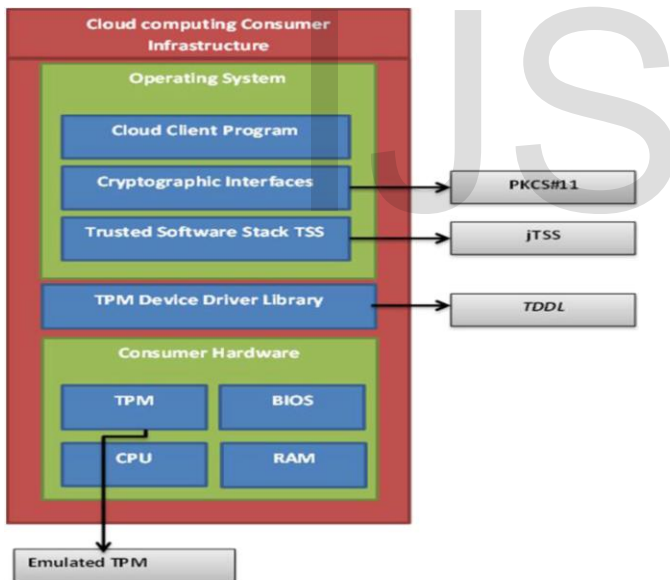 Cloud computing Consumer
Infrastructure
Operating System
Cloud Client Program
Cryptographic Interfaces
PKCS#11
Trusted Software Stack TSS
jTSS
TPM Device Driver Library
TDDL
Consumer Hardware
TPM
BIOS
CPU
RAM
Emulated TPM
IJS